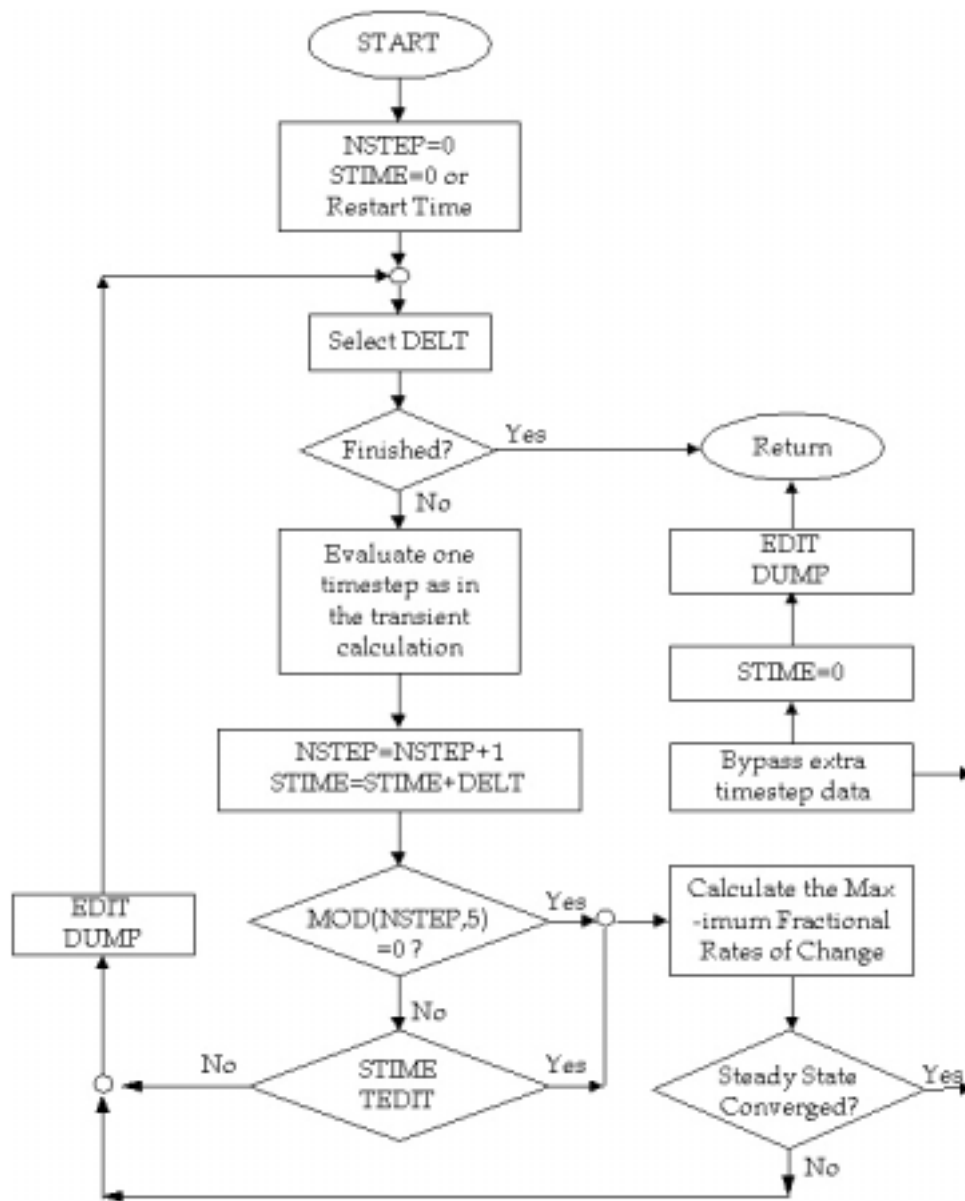 START
NSTEP=0
STIME=0 or
Restart Time
Select DELT
Finished?
Yes
No
Return
Evaluate one
timestep as in
the transient
calculation
EDIT
DUMP
STIME=0
Bypass extra
timestep data
NSTEP=NSTEP+1
STIME=STIME+DELT
MOD(NSTEP,5)
=0 ?
Yes
No
Calculate the Max
-imum Fractional
Rates of Change
EDIT
DUMP
STIME
TEDIT
No
Yes
Steady State
Converged?
Yes
No